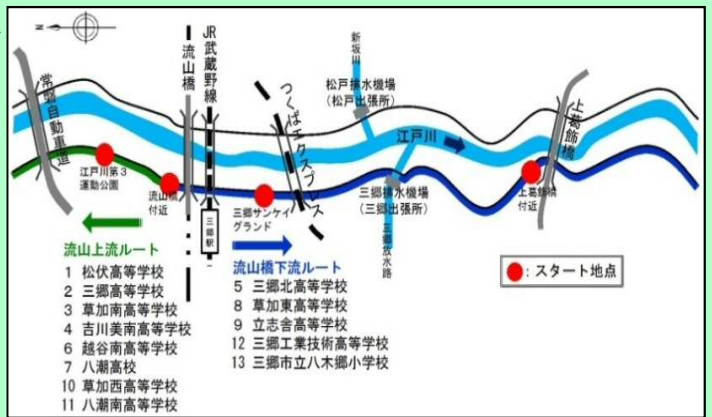 N
常磐自動車道
流山橋
JR武蔵野線
つくばエクスプレス
新坂川
松戸排水機場
(松戸出張所)
江戸川
上葛飾橋
江戸川第3
運動公園
流山橋
付近
三郷駅
三郷サンケイ
グランド
三郷排水機場
(三郷出張所)
三郷放水路
上葛飾橋
付近
流山上流ルート
1 松伏高等学校
2 三郷高等学校
3 草加南高等学校
4 吉川美南高等学校
6 越谷南高等学校
7 八潮高校
10 草加西高等学校
11 八潮南高等学校
流山橋下流ルート
5 三郷北高等学校
8 草加東高等学校
9 立志舎高等学校
12 三郷工業技術高等学校
13 三郷市立八木郷小学校
:スタート地点